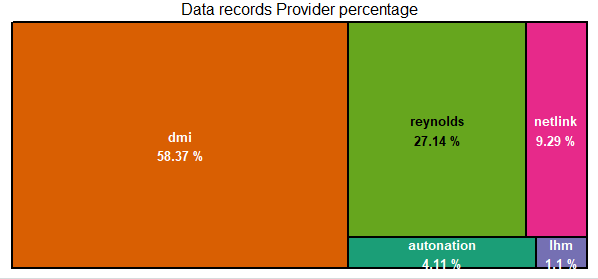 Data records Provider percentage
dmi
58.37 %
reynolds
27.14 %
netlink
9.29 %
autonation
4.11 %
lhm
1.1 %